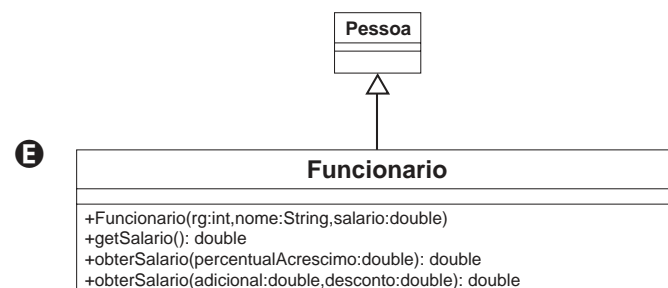 Pessoa
E
Funcionario
+Funcionario(rg:int,nome:String,salario:double)
+getSalario(): double
+obterSalario(percentualAcrescimo:double): double
+obterSalario(adicional:double,desconto:double): double